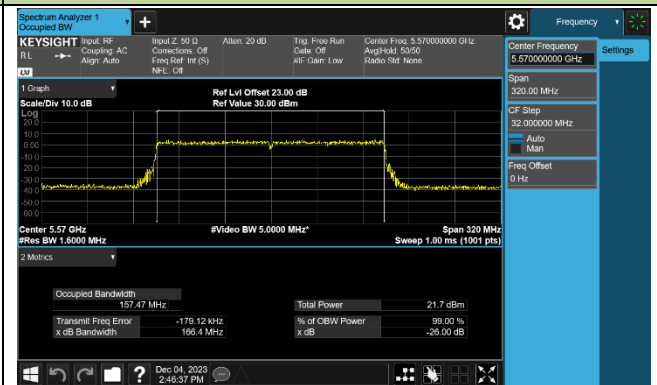 Spectrum Analyzer 1
Occupied BW
Frequency
KEYSIGHT
RL
LXI
Input: RF
Coupling: AC
Align: Auto
Input Z: 50 Ω
Corrections: Off
Freq Ref: Int (S)
NFE: Off
Atten: 20 dB
Trig: Free Run
Gate: Off
#IF Gain: Low
Center Freq: 5.570000000 GHz
Avg|Hold: 50/50
Radio Std: None
Center Frequency
5.570000000 GHz
Settings
Span
320.00 MHz
CF Step
32.000000 MHz
Auto
Man
Freq Offset
0 Hz
1 Graph
Scale/Div 10.0 dB
Ref Lvl Offset 23.00 dB
Ref Value 30.00 dBm
Log
20.0
10.0
0.00
-10.0
-20.0
-30.0
-40.0
-50.0
-60.0
Center 5.57 GHz
#Video BW 5.0000 MHz*
Span 320 MHz
#Res BW 1.6000 MHz
Sweep 1.00 ms (1001 pts)
2 Metrics
Occupied Bandwidth
157.47 MHz
Total Power 21.7 dBm
Transmit Freq Error -179.12 kHz
% of OBW Power 99.00 %
x dB Bandwidth 166.4 MHz
x dB -26.00 dB
Dec 04, 2023
2:46:37 PM